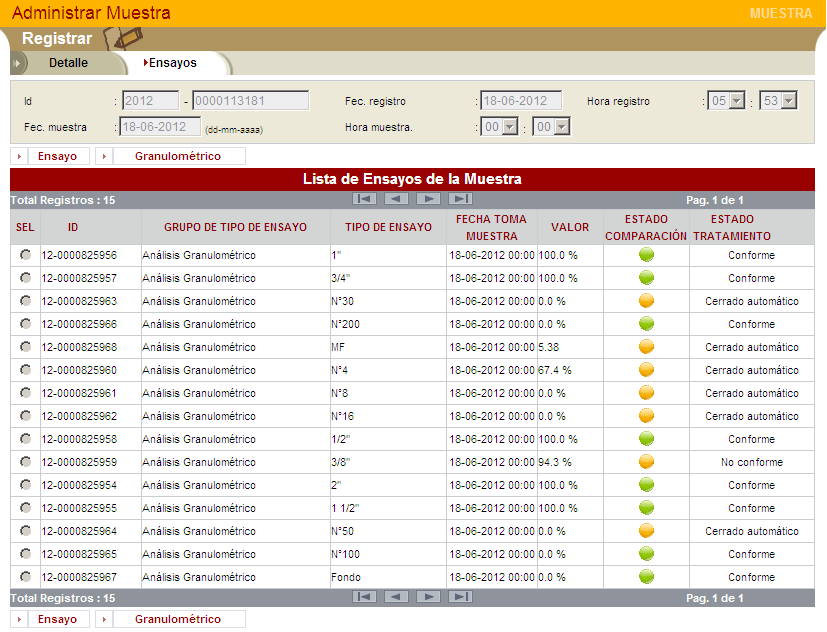 Administrar Muestra MUESTRA
Registrar
Detalle Ensayos
Id : 2012 - 0000113181 Fec. registro : 18-06-2012 Hora registro : 05 : 53
Fec. muestra : 18-06-2012 (dd-mm-aaaa) Hora muestra. : 00 : 00
Ensayo Granulométrico
Lista de Ensayos de la Muestra
Total Registros : 15 Pag. 1 de 1
SEL ID GRUPO DE TIPO DE ENSAYO TIPO DE ENSAYO FECHA TOMA MUESTRA VALOR ESTADO COMPARACIÓN ESTADO TRATAMIENTO
12-0000825956 Análisis Granulométrico 1" 18-06-2012 00:00 100.0 % Conforme
12-0000825957 Análisis Granulométrico 3/4" 18-06-2012 00:00 100.0 % Conforme
12-0000825963 Análisis Granulométrico N°30 18-06-2012 00:00 0.0 % Cerrado automático
12-0000825966 Análisis Granulométrico N°200 18-06-2012 00:00 0.0 % Conforme
12-0000825968 Análisis Granulométrico MF 18-06-2012 00:00 5.38 Cerrado automático
12-0000825960 Análisis Granulométrico N°4 18-06-2012 00:00 67.4 % Cerrado automático
12-0000825961 Análisis Granulométrico N°8 18-06-2012 00:00 0.0 % Cerrado automático
12-0000825962 Análisis Granulométrico N°16 18-06-2012 00:00 0.0 % Cerrado automático
12-0000825958 Análisis Granulométrico 1/2" 18-06-2012 00:00 100.0 % Conforme
12-0000825959 Análisis Granulométrico 3/8" 18-06-2012 00:00 94.3 % No conforme
12-0000825954 Análisis Granulométrico 2" 18-06-2012 00:00 100.0 % Conforme
12-0000825955 Análisis Granulométrico 1 1/2" 18-06-2012 00:00 100.0 % Conforme
12-0000825964 Análisis Granulométrico N°50 18-06-2012 00:00 0.0 % Cerrado automático
12-0000825965 Análisis Granulométrico N°100 18-06-2012 00:00 0.0 % Conforme
12-0000825967 Análisis Granulométrico Fondo 18-06-2012 00:00 0.0 % Conforme
Total Registros : 15 Pag. 1 de 1
Ensayo Granulométrico